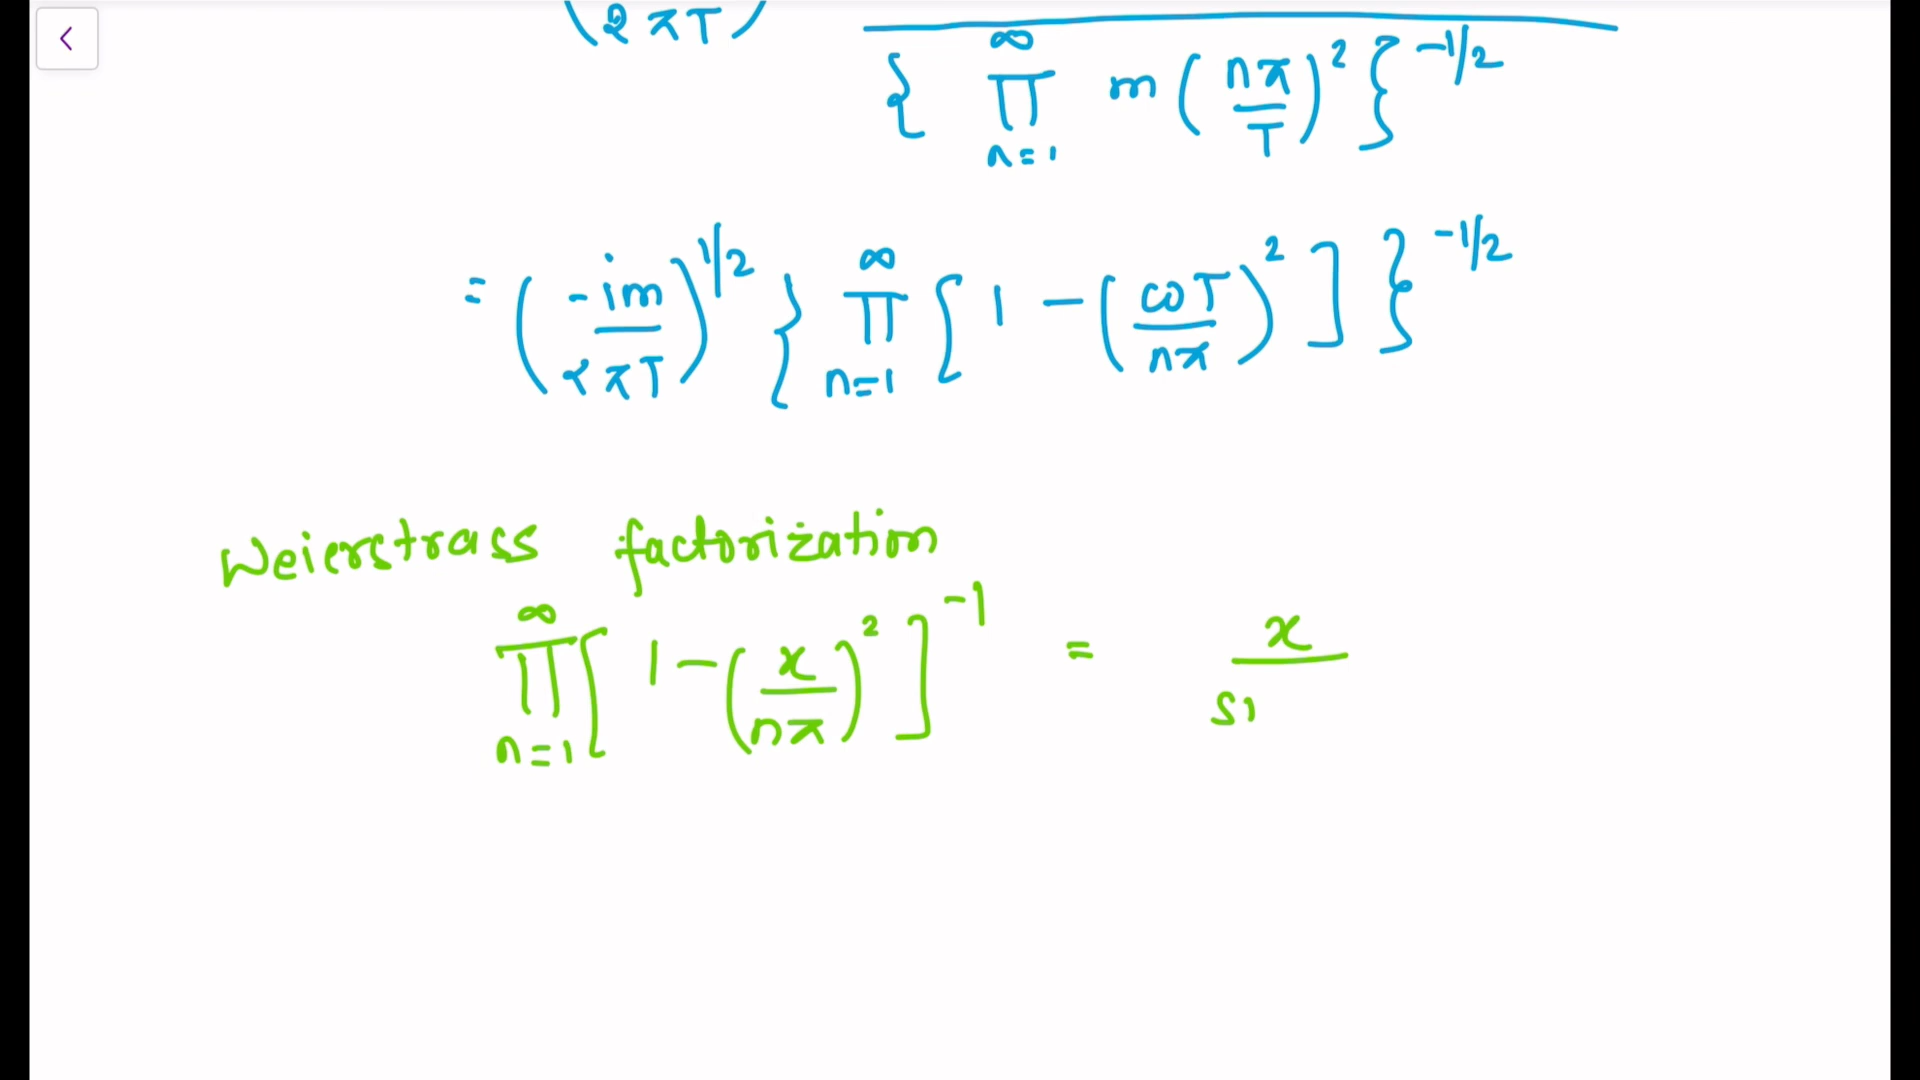 (2πT) {∏_{n=1}^{∞} m(nπ/T)²}^{-1/2}
= (-im/2πT)^{1/2} {∏_{n=1}^{∞} [1 - (ωT/nπ)²]}^{-1/2}
Weierstrass factorization
∏_{n=1}^{∞} [1 - (x/nπ)²]^{-1} = x/si